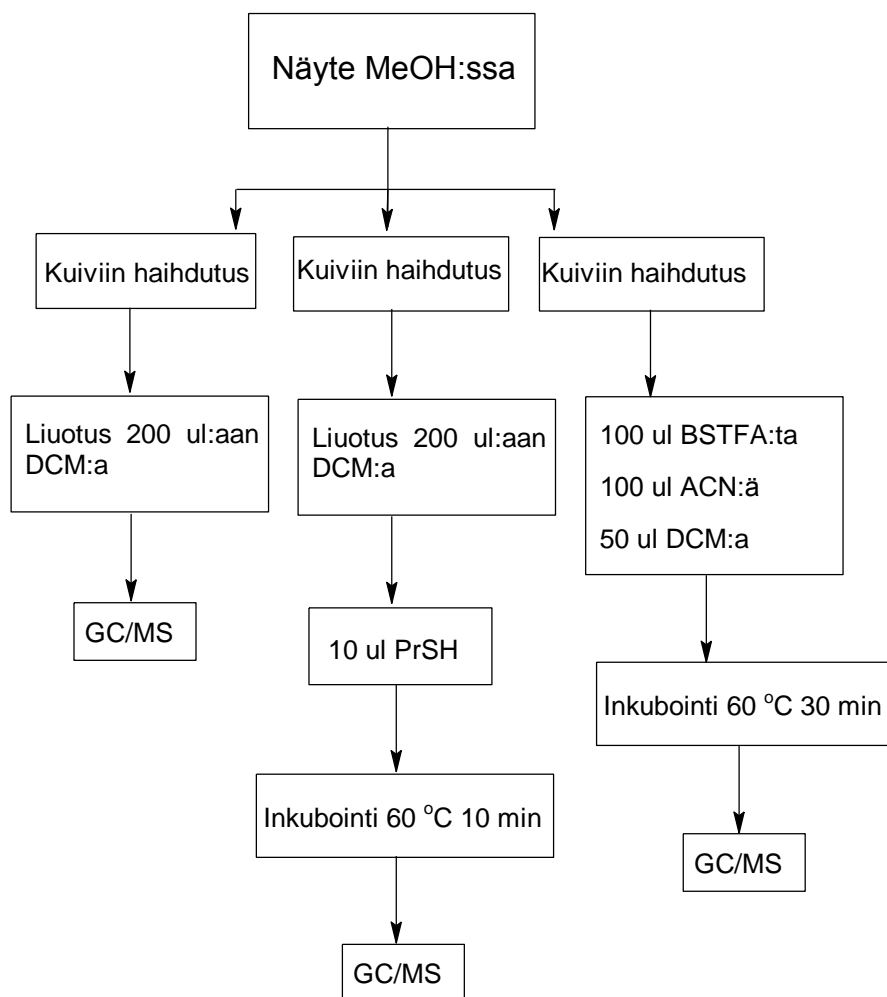 Näyte MeOH:ssa
Kuiviin haihdutus
Kuiviin haihdutus
Kuiviin haihdutus
Liuotus 200 ul:aan
DCM:a
Liuotus 200 ul:aan
DCM:a
100 ul BSTFA:ta
100 ul ACN:ä
50 ul DCM:a
GC/MS
10 ul PrSH
Inkubointi 60 °C 30 min
Inkubointi 60 °C 10 min
GC/MS
GC/MS